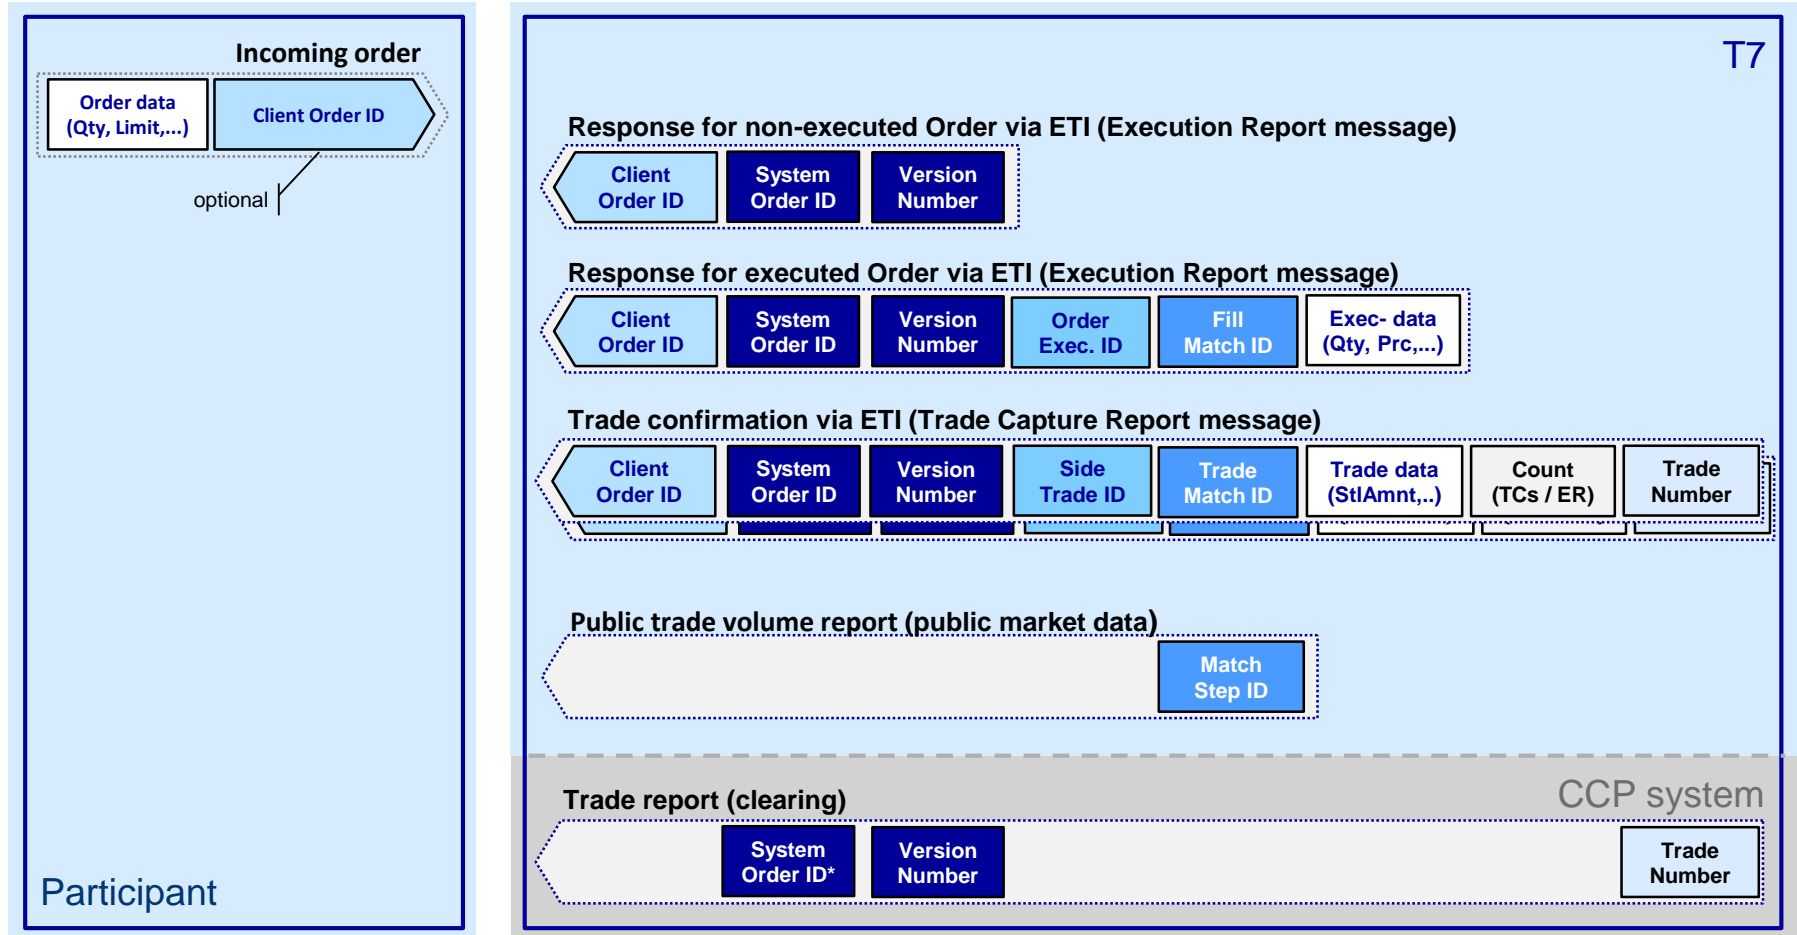 Incoming order
Order data
(Qty, Limit,...)
Client Order ID
optional
Participant
T7
Response for non-executed Order via ETI (Execution Report message)
Client
Order ID
System
Order ID
Version
Number
Response for executed Order via ETI (Execution Report message)
Client
Order ID
System
Order ID
Version
Number
Order
Exec. ID
Fill
Match ID
Exec- data
(Qty, Prc,...)
Trade confirmation via ETI (Trade Capture Report message)
Client
Order ID
System
Order ID
Version
Number
Side
Trade ID
Trade
Match ID
Trade data
(StlAmnt,..)
Count
(TCs / ER)
Trade
Number
Public trade volume report (public market data)
Match
Step ID
CCP system
Trade report (clearing)
System
Order ID*
Version
Number
Trade
Number